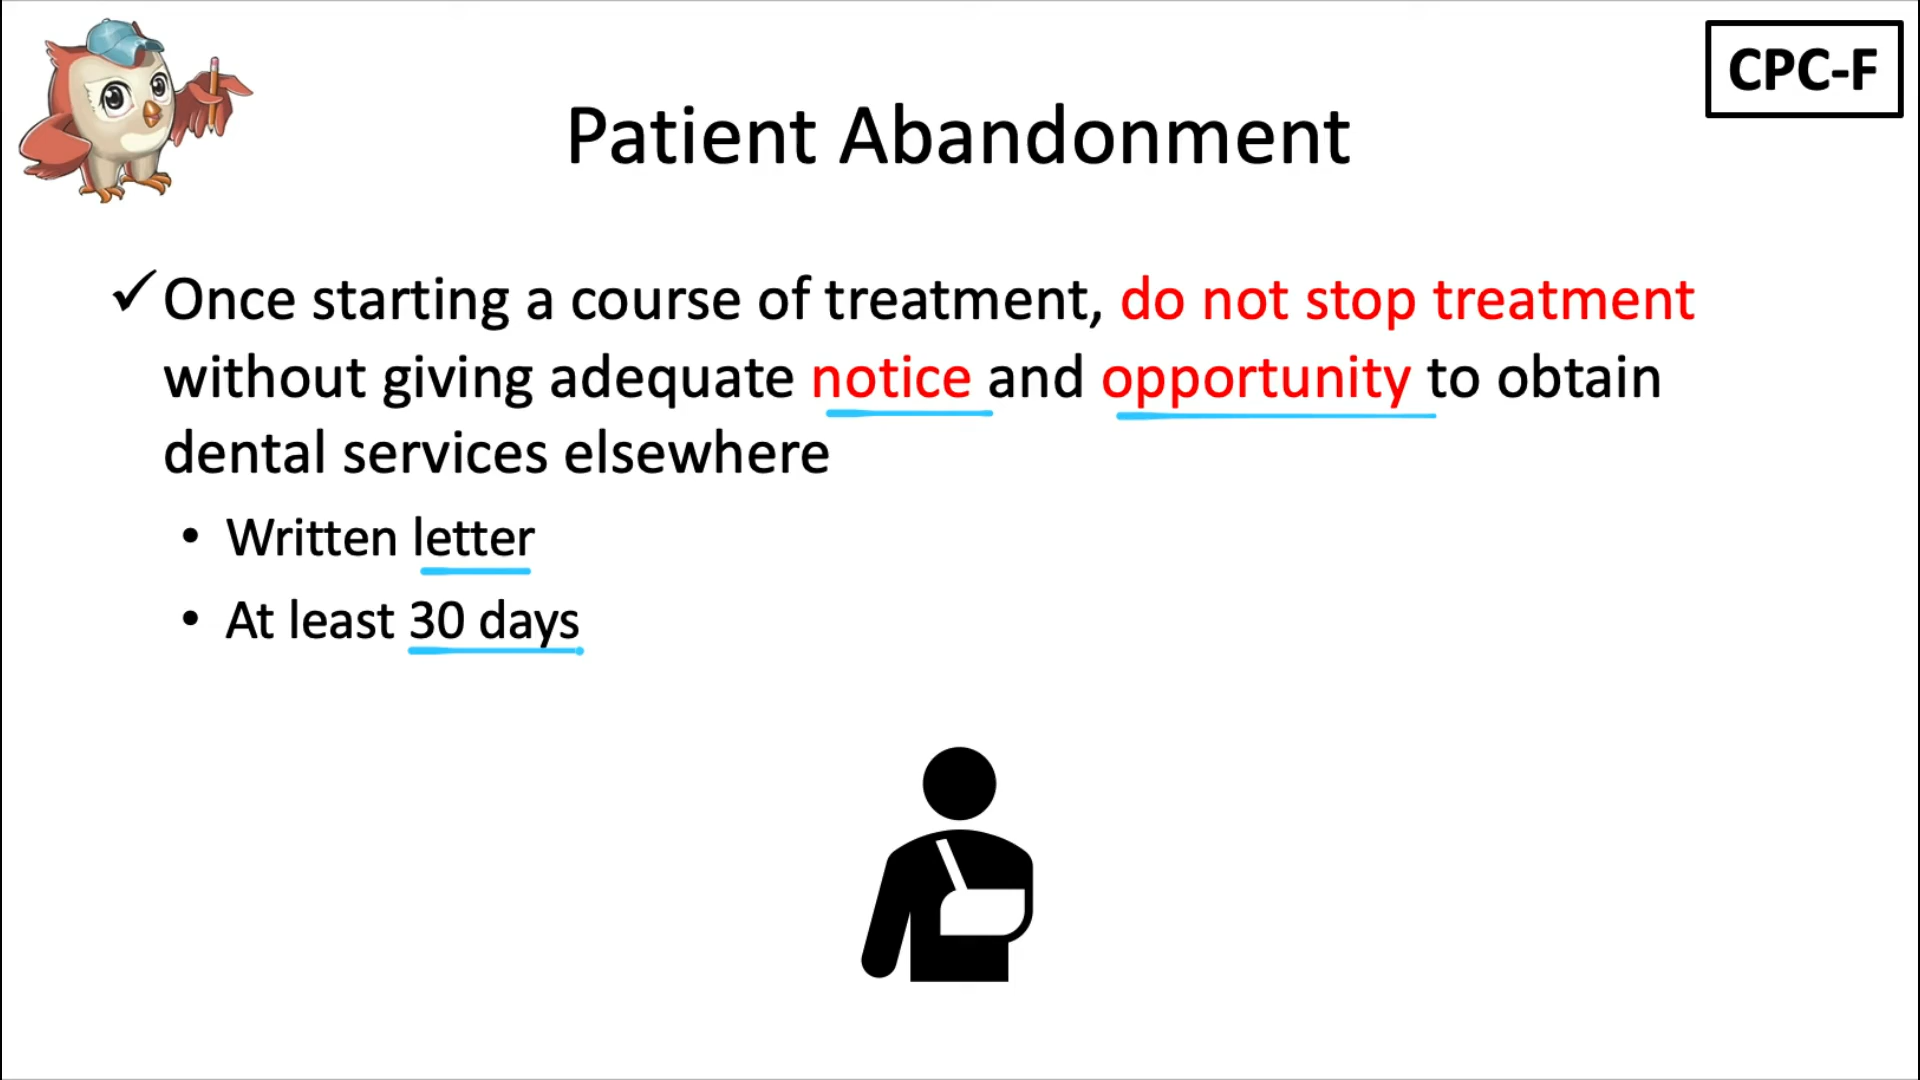 CPC-F
Patient Abandonment
✓ Once starting a course of treatment, do not stop treatment
without giving adequate notice and opportunity to obtain
dental services elsewhere
• Written letter
• At least 30 days